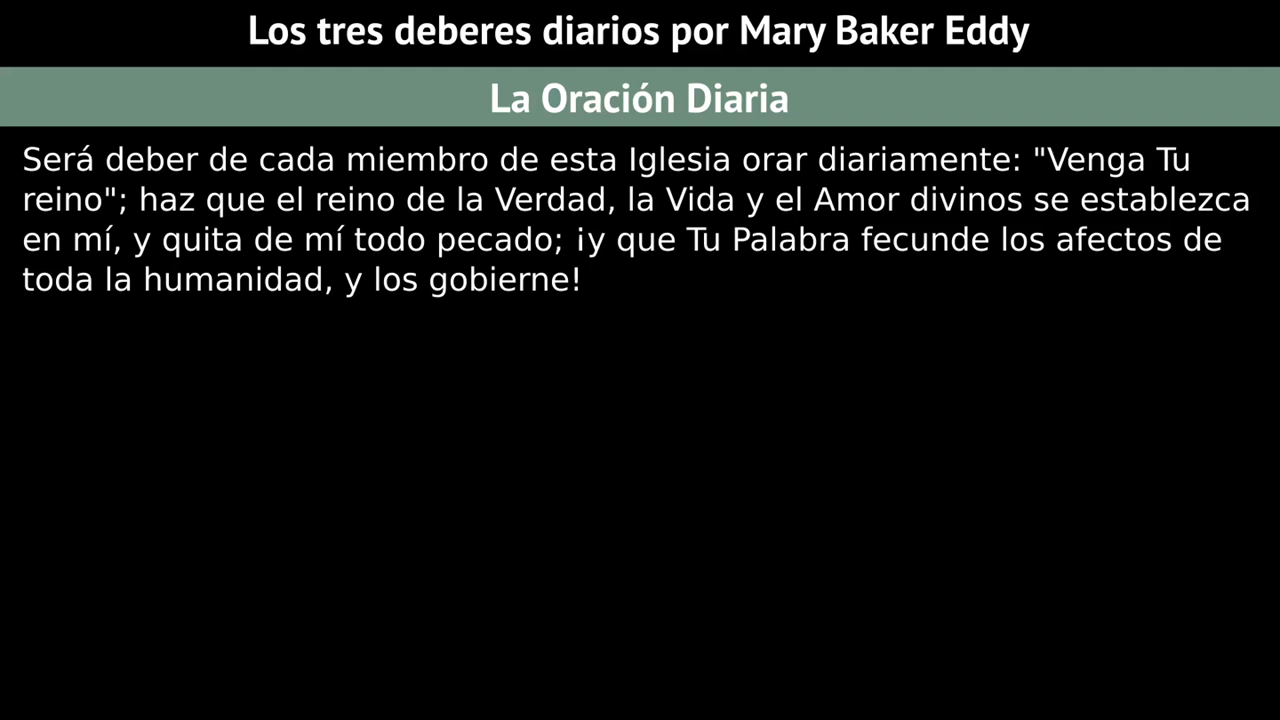 Los tres deberes diarios por Mary Baker Eddy
La Oración Diaria
Será deber de cada miembro de esta Iglesia orar diariamente: "Venga Tu
reino"; haz que el reino de la Verdad, la Vida y el Amor divinos se establezca
en mí, y quita de mí todo pecado; ¡y que Tu Palabra fecunde los afectos de
toda la humanidad, y los gobierne!